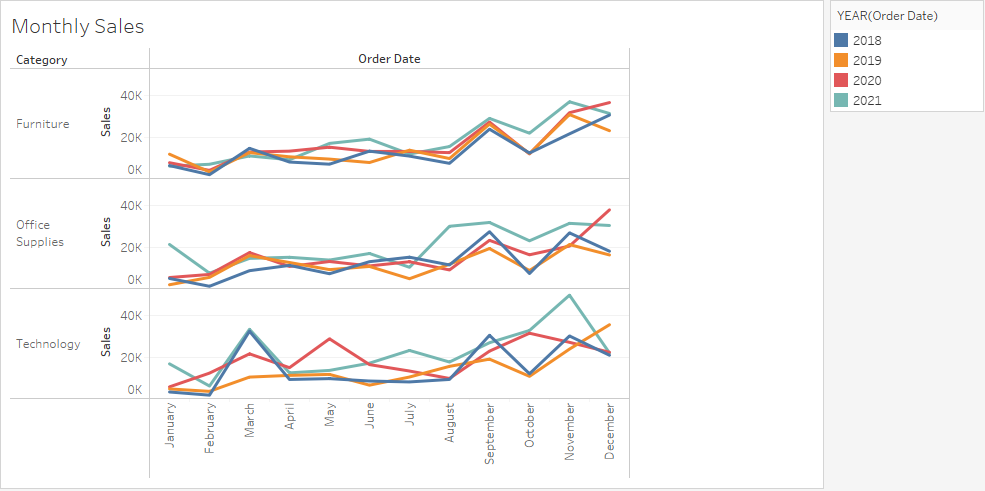 Monthly Sales
YEAR(Order Date)
2018
2019
2020
2021
Category
Order Date
Furniture
Sales
40K
20K
0K
Office
Supplies
Sales
40K
20K
0K
Technology
Sales
40K
20K
0K
January
February
March
April
May
June
July
August
September
October
November
December